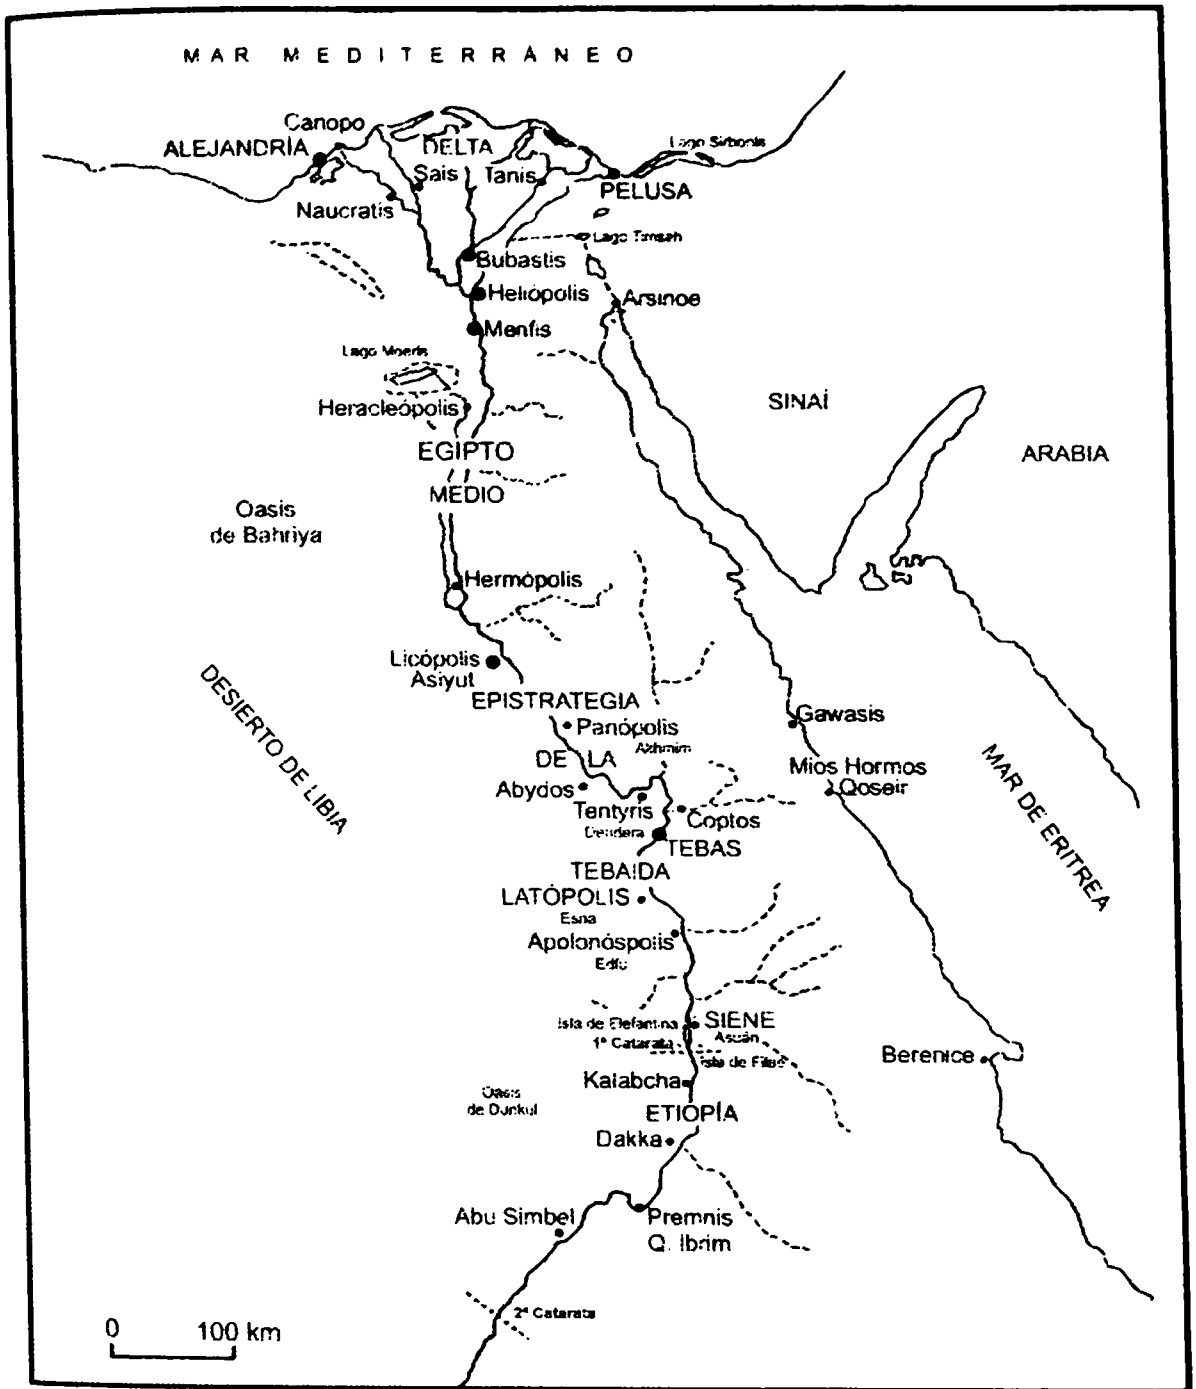 MAR MEDITERRÁNEO
Canopo
ALEJANDRÍA
DELTA
Lago Sirbonis
Sais
Tanis
PELUSA
Naucratis
Lago Timsah
Bubastis
Heliópolis
Arsinoe
Menfis
Lago Moeris
SINAÍ
Heracleópolis
EGIPTO
MEDIO
ARABIA
Oasis
de Bahriya
Hermópolis
Licópolis
Asiyut
DESIERTO DE LIBIA
EPISTRATEGIA
Gawasis
Panópolis
Akhmim
DE LA
MAR DE ERITREA
Mios Hormos
Qoseir
Abydos
Tentyris
Dendera
Coptos
TEBAS
TEBAIDA
LATÓPOLIS
Esna
Apolonóspolis
Edfu
Isla de Elefantina
SIENE
1ª Catarata
Asuán
Isla de Filae
Berenice
Kalabcha
Oasis
de Dunkul
ETIOPÍA
Dakka
Abu Simbel
Premnis
Q. Ibrim
2ª Catarata
0 100 km